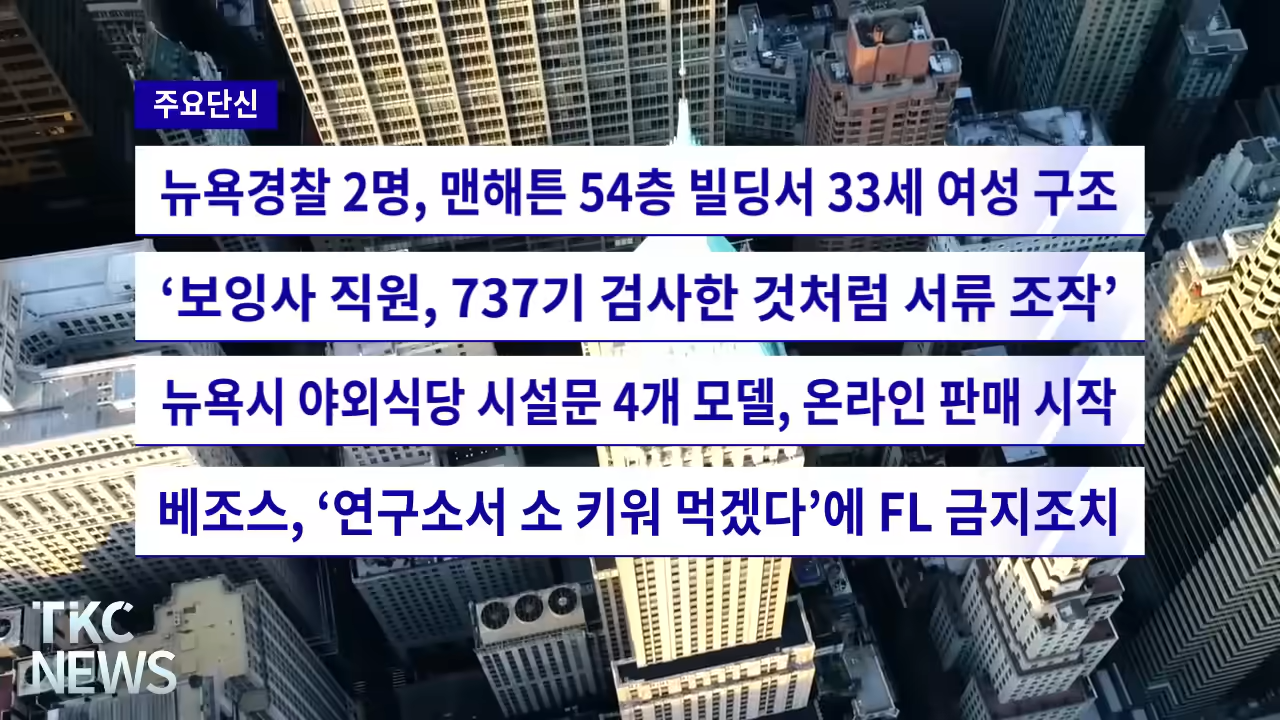 주요단신
뉴욕경찰 2명, 맨해튼 54층 빌딩서 33세 여성 구조
‘보잉사 직원, 737기 검사한 것처럼 서류 조작’
뉴욕시 야외식당 시설문 4개 모델, 온라인 판매 시작
베조스, ‘연구소서 소 키워 먹겠다’에 FL 금지조치
TKC
NEWS